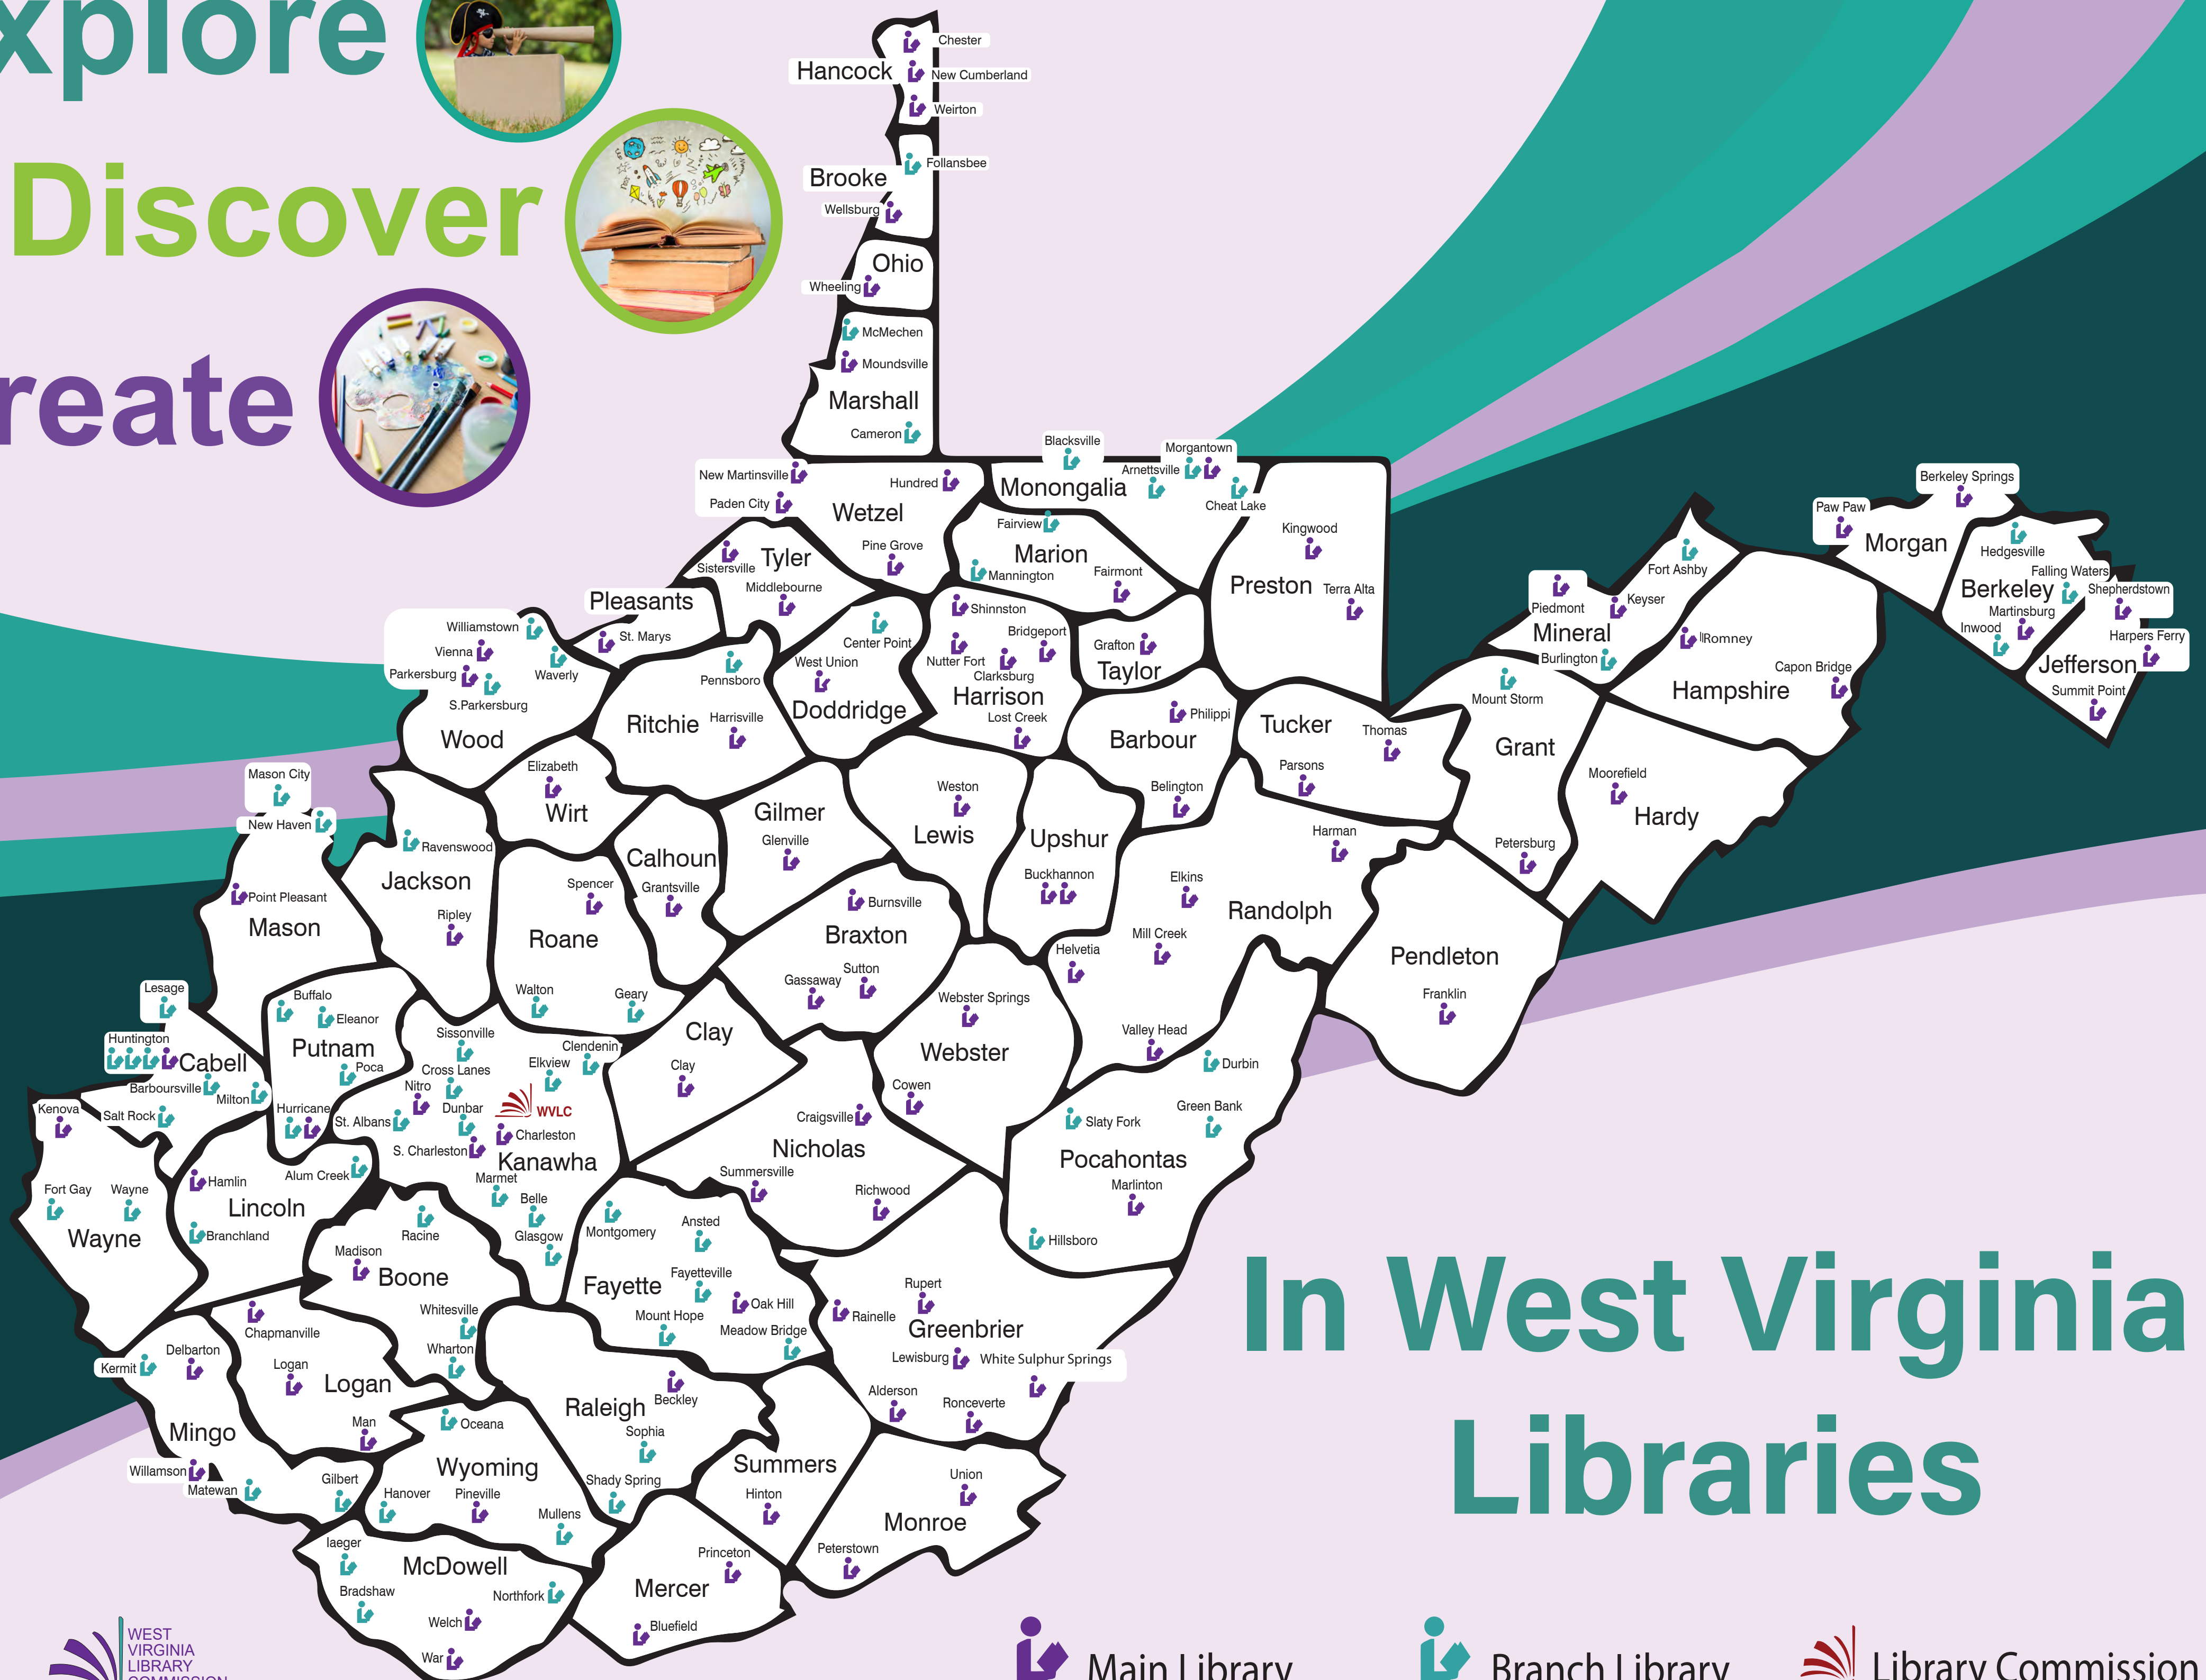 xplore
Discover
reate
Hancock
Chester
New Cumberland
Weirton
Brooke
Follansbee
Wellsburg
Ohio
Wheeling
McMechen
Moundsville
Marshall
Cameron
New Martinsville
Paden City
Hundred
Wetzel
Pine Grove
Blacksville
Morgantown
Arnettsville
Monongalia
Cheat Lake
Fairview
Marion
Mannington
Fairmont
Kingwood
Preston
Terra Alta
Sistersville
Tyler
Middlebourne
Pleasants
St. Marys
Williamstown
Vienna
Waverly
Parkersburg
S.Parkersburg
Wood
Pennsboro
Ritchie
Harrisville
Center Point
West Union
Doddridge
Shinnston
Bridgeport
Nutter Fort
Clarksburg
Harrison
Lost Creek
Grafton
Taylor
Philippi
Barbour
Belington
Tucker
Thomas
Parsons
Fort Ashby
Piedmont
Keyser
Mineral
Burlington
Romney
Capon Bridge
Hampshire
Paw Paw
Berkeley Springs
Morgan
Hedgesville
Falling Waters
Berkeley
Martinsburg
Inwood
Shepherdstown
Harpers Ferry
Jefferson
Summit Point
Mount Storm
Grant
Petersburg
Moorefield
Hardy
Elizabeth
Wirt
Mason City
New Haven
Point Pleasant
Mason
Ravenswood
Jackson
Ripley
Spencer
Roane
Walton
Geary
Calhoun
Grantsville
Gilmer
Glenville
Weston
Lewis
Upshur
Buckhannon
Harman
Elkins
Randolph
Mill Creek
Helvetia
Valley Head
Pendleton
Franklin
Burnsville
Braxton
Gassaway
Sutton
Webster Springs
Webster
Cowen
Clay
Clay
Lesage
Huntington
Cabell
Barboursville
Milton
Salt Rock
Buffalo
Eleanor
Putnam
Poca
Hurricane
Sissonville
Clendenin
Elkview
Cross Lanes
Nitro
Dunbar
WVLC
St. Albans
Charleston
S. Charleston
Kanawha
Marmet
Belle
Glasgow
Kenova
Fort Gay
Wayne
Wayne
Hamlin
Alum Creek
Lincoln
Branchland
Racine
Madison
Boone
Whitesville
Wharton
Craigsville
Nicholas
Summersville
Richwood
Durbin
Slaty Fork
Green Bank
Pocahontas
Marlinton
Hillsboro
Montgomery
Ansted
Fayette
Fayetteville
Oak Hill
Mount Hope
Meadow Bridge
Rupert
Rainelle
Greenbrier
Lewisburg
White Sulphur Springs
Alderson
Ronceverte
Chapmanville
Logan
Logan
Man
Delbarton
Kermit
Mingo
Willamson
Matewan
Gilbert
Beckley
Raleigh
Sophia
Shady Spring
Oceana
Wyoming
Hanover
Pineville
Mullens
Summers
Hinton
Union
Monroe
Peterstown
Princeton
Mercer
Bluefield
Iaeger
McDowell
Bradshaw
Northfork
Welch
War
In West Virginia
Libraries
WEST
VIRGINIA
LIBRARY
COMMISSION
Main Library
Branch Library
Library Commission